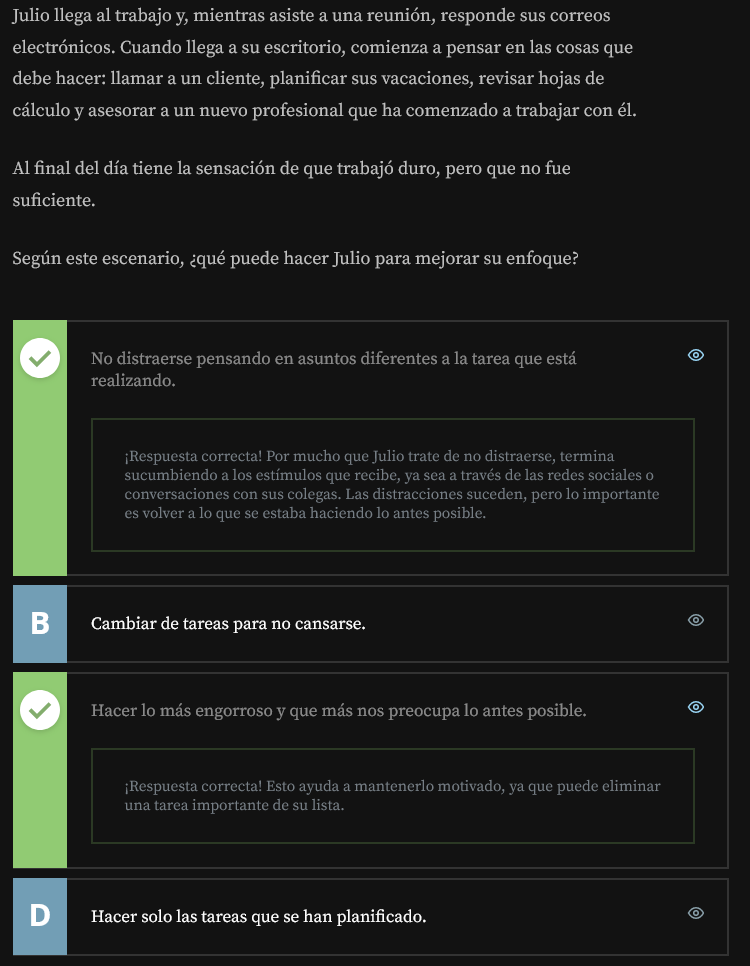 Julio llega al trabajo y, mientras asiste a una reunión, responde sus correos
electrónicos. Cuando llega a su escritorio, comienza a pensar en las cosas que
debe hacer: llamar a un cliente, planificar sus vacaciones, revisar hojas de
cálculo y asesorar a un nuevo profesional que ha comenzado a trabajar con él.
Al final del día tiene la sensación de que trabajó duro, pero que no fue
suficiente.
Según este escenario, ¿qué puede hacer Julio para mejorar su enfoque?
No distraerse pensando en asuntos diferentes a la tarea que está
realizando.
¡Respuesta correcta! Por mucho que Julio trate de no distraerse, termina
sucumbiendo a los estímulos que recibe, ya sea a través de las redes sociales o
conversaciones con sus colegas. Las distracciones suceden, pero lo importante
es volver a lo que se estaba haciendo lo antes posible.
B Cambiar de tareas para no cansarse.
Hacer lo más engorroso y que más nos preocupa lo antes posible.
¡Respuesta correcta! Esto ayuda a mantenerlo motivado, ya que puede eliminar
una tarea importante de su lista.
D Hacer solo las tareas que se han planificado.